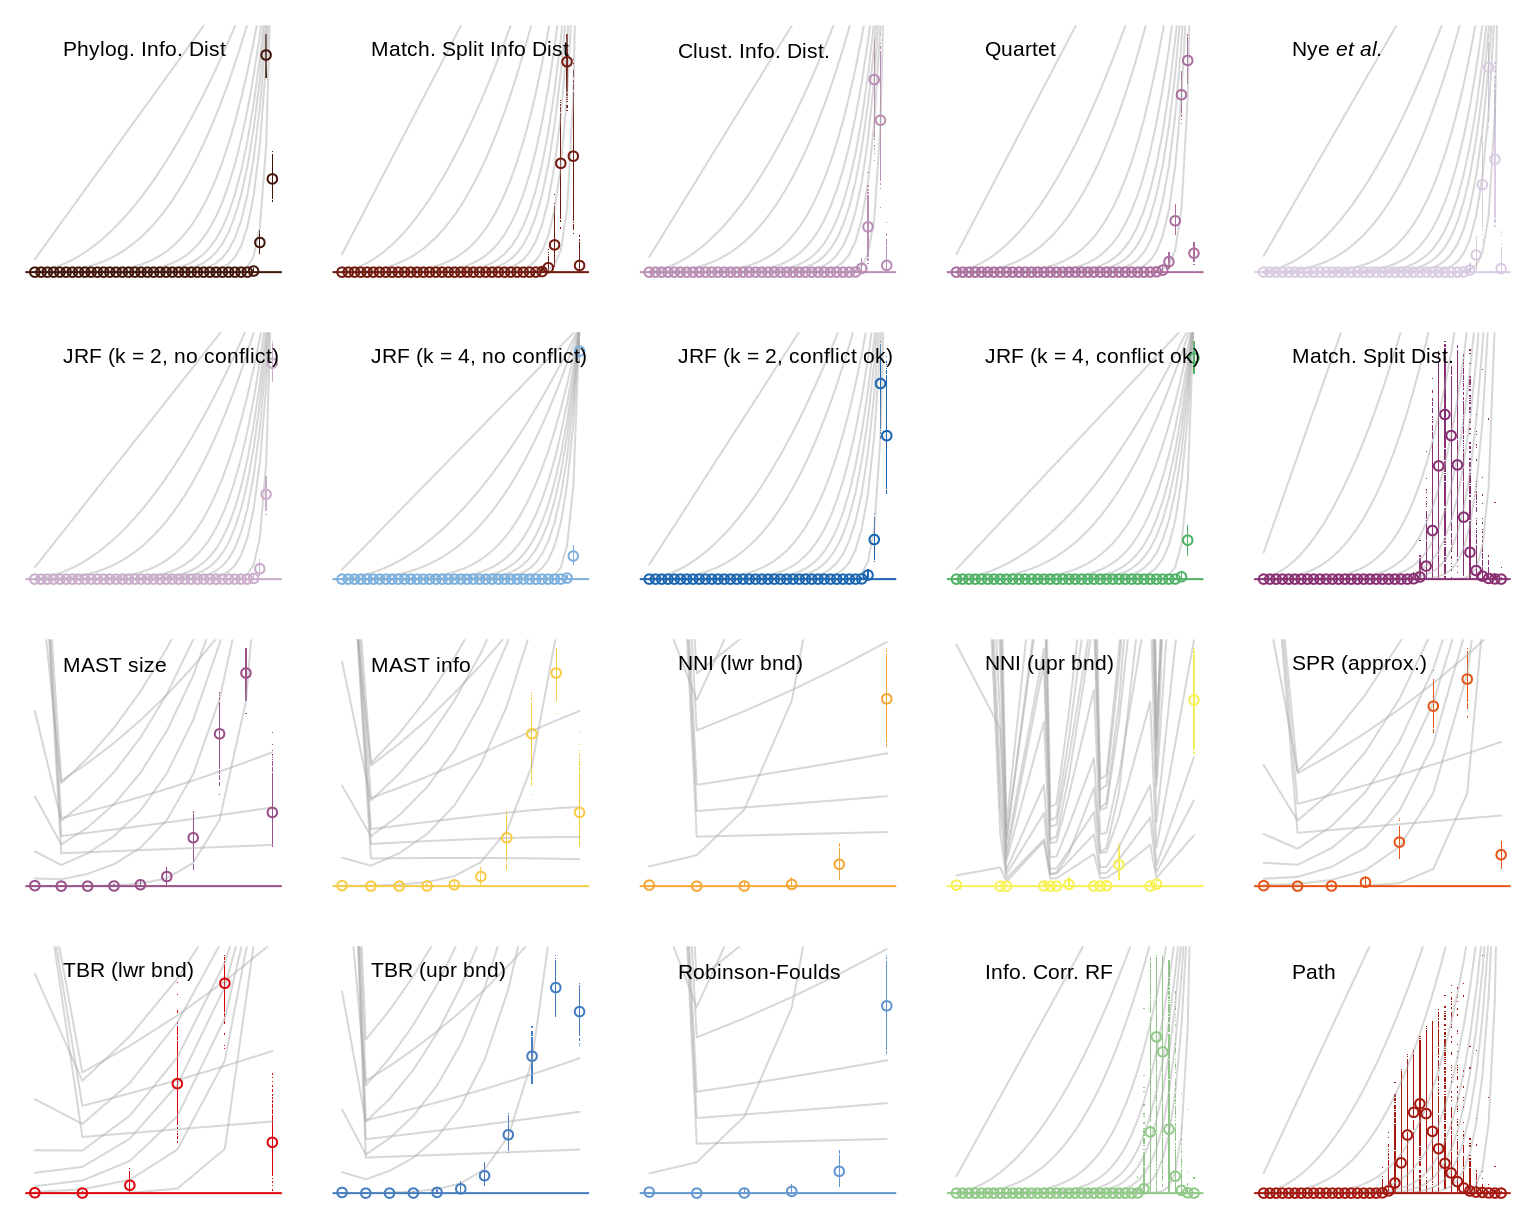 Phylog. Info. Dist
Match. Split Info Dist
Clust. Info. Dist.
Quartet
Nye et al.
JRF (k = 2, no conflict)
JRF (k = 4, no conflict)
JRF (k = 2, conflict ok)
JRF (k = 4, conflict ok)
Match. Split Dist.
MAST size
MAST info
NNI (lwr bnd)
NNI (upr bnd)
SPR (approx.)
TBR (lwr bnd)
TBR (upr bnd)
Robinson-Foulds
Info. Corr. RF
Path